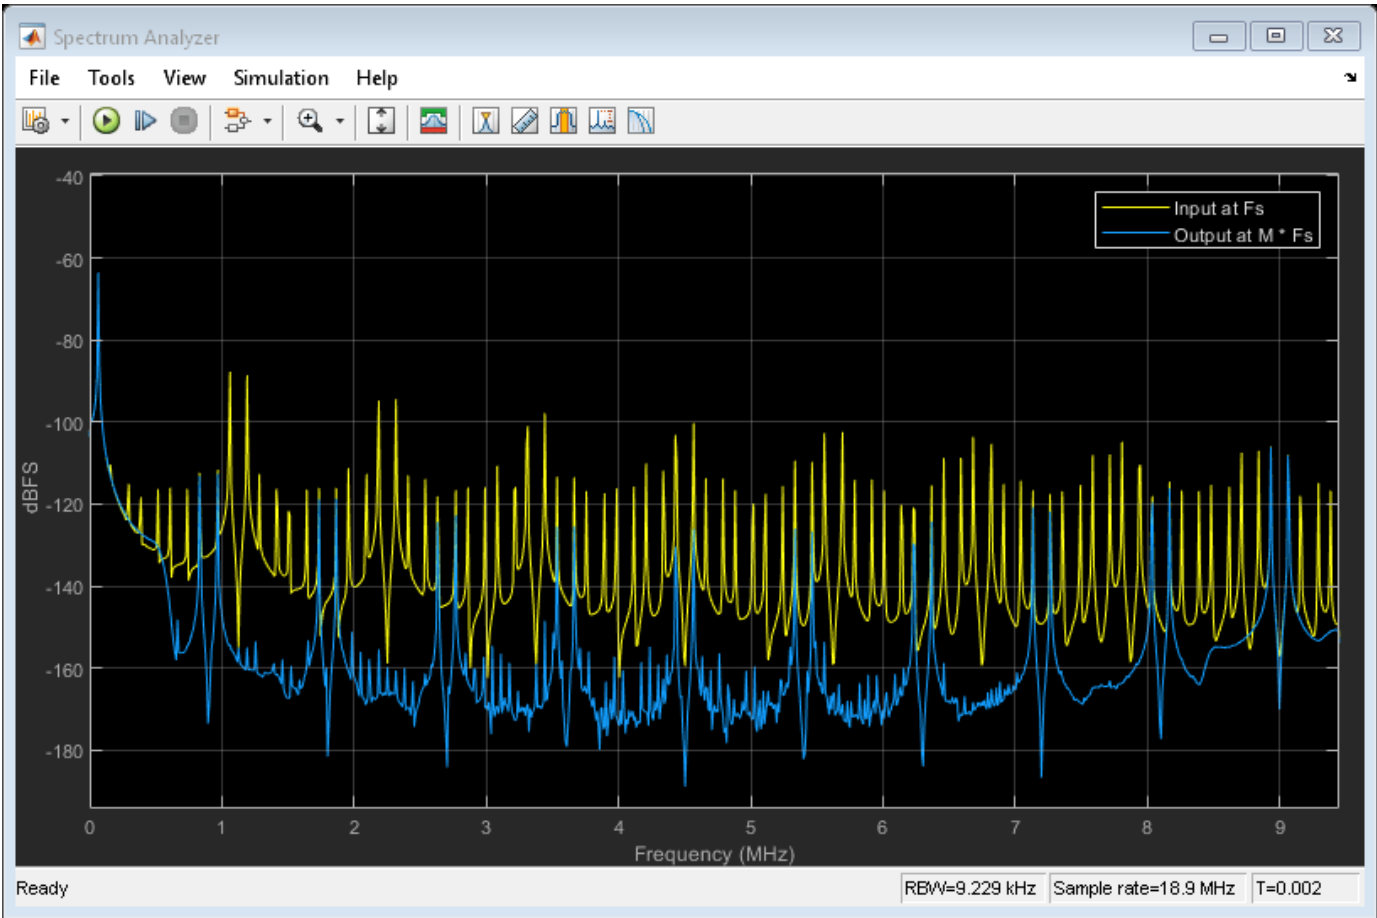 Spectrum Analyzer
File Tools View Simulation Help
-40
-60
-80
-100
-120
-140
-160
-180
dBFS
Input at Fs
Output at M * Fs
0 1 2 3 4 5 6 7 8 9
Frequency (MHz)
Ready RBW=9.229 kHz Sample rate=18.9 MHz T=0.002